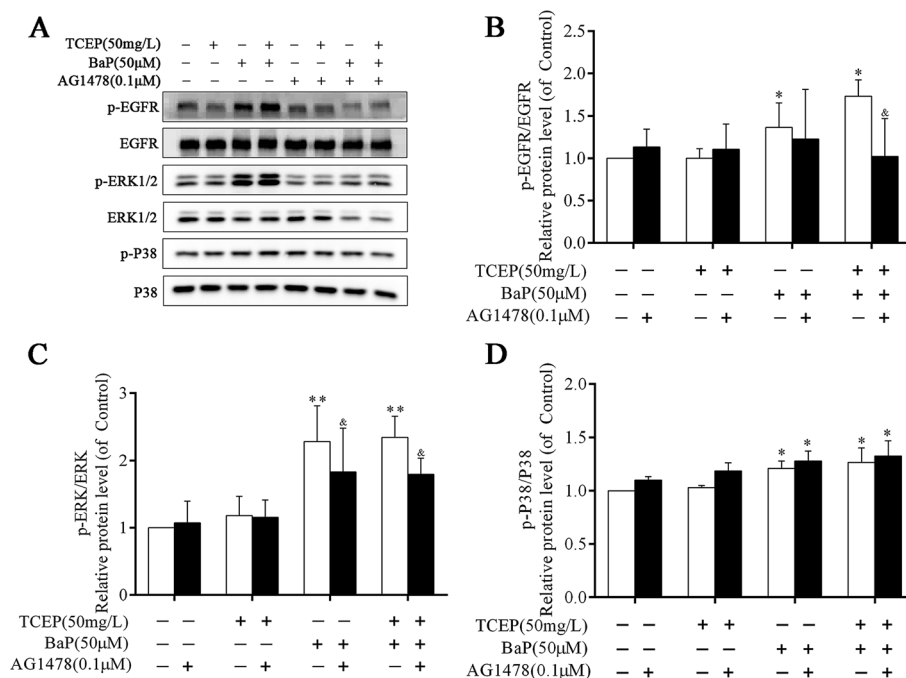 A
TCEP(50mg/L) − + − + − + − +
BaP(50μM) − − + + − − + +
AG1478(0.1μM) − − − − + + + +
p-EGFR
EGFR
p-ERK1/2
ERK1/2
p-P38
P38
B
p-EGFR/EGFR
Relative protein level (of Control)
2.5
2.0
1.5
1.0
0.5
0.0
*
*
&
TCEP(50mg/L) − − + + − − + +
BaP(50μM) − − − − + + + +
AG1478(0.1μM) − + − + − + − +
C
p-ERK/ERK
Relative protein level (of Control)
3
2
1
0
**
&
**
&
TCEP(50mg/L) − − + + − − + +
BaP(50μM) − − − − + + + +
AG1478(0.1μM) − + − + − + − +
D
p-P38/P38
Relative protein level (of Control)
2.0
1.5
1.0
0.5
0.0
*
*
*
*
TCEP(50mg/L) − − + + − − + +
BaP(50μM) − − − − + + + +
AG1478(0.1μM) − + − + − + − +